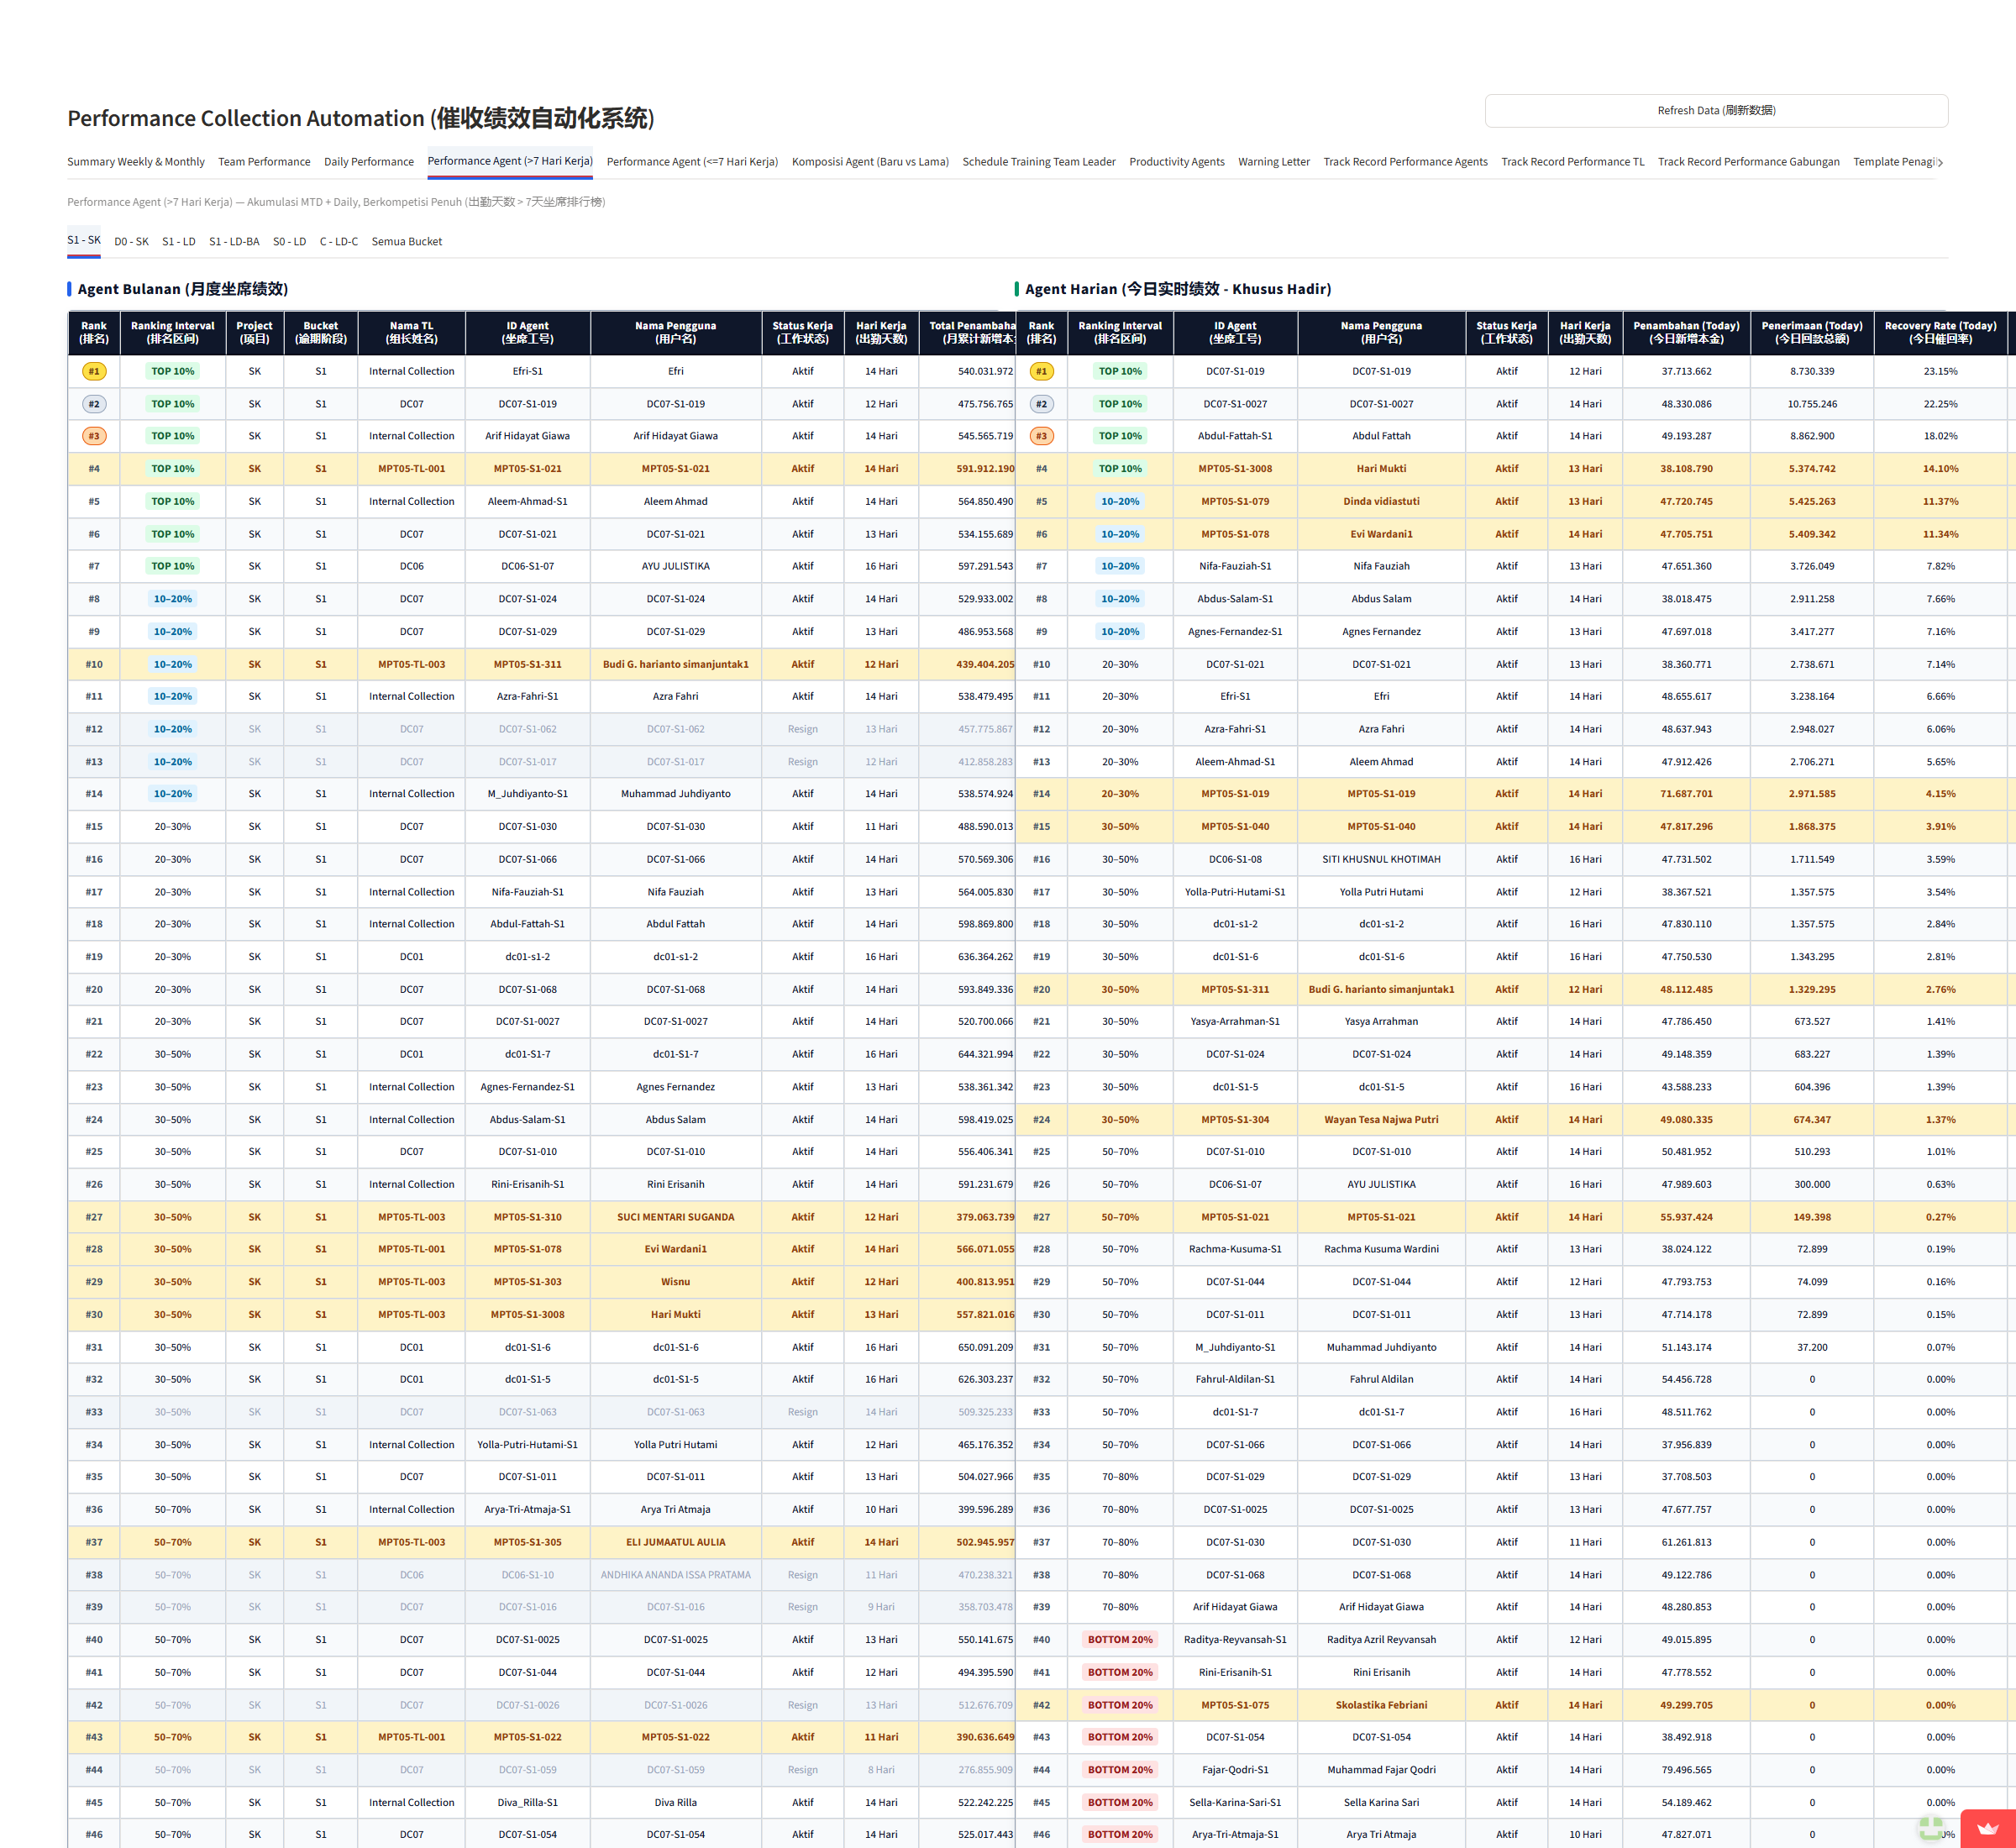 Performance Collection Automation (催收绩效自动化系统)
Refresh Data (刷新数据)
Summary Weekly & Monthly Team Performance Daily Performance Performance Agent (>7 Hari Kerja) Performance Agent (<=7 Hari Kerja) Komposisi Agent (Baru vs Lama) Schedule Training Team Leader Productivity Agents Warning Letter Track Record Performance Agents Track Record Performance TL Track Record Performance Gabungan Template Penagi
Performance Agent (>7 Hari Kerja) — Akumulasi MTD + Daily, Berkompetisi Penuh (出勤天数 > 7天坐席排行榜)
S1 - SK D0 - SK S1 - LD S1 - LD-BA S0 - LD C - LD-C Semua Bucket
Agent Bulanan (月度坐席绩效)
Rank Ranking Interval Project Bucket Nama TL ID Agent Nama Pengguna Status Kerja Hari Kerja Total Penambaha
(排名) (排名区间) (项目) (逾期阶段) (组长姓名) (坐席工号) (用户名) (工作状态) (出勤天数) (月累计新增本
#1 TOP 10% SK S1 Internal Collection Efri-S1 Efri Aktif 14 Hari 540.031.972
#2 TOP 10% SK S1 DC07 DC07-S1-019 DC07-S1-019 Aktif 12 Hari 475.756.765
#3 TOP 10% SK S1 Internal Collection Arif Hidayat Giawa Arif Hidayat Giawa Aktif 14 Hari 545.565.719
#4 TOP 10% SK S1 MPT05-TL-001 MPT05-S1-021 MPT05-S1-021 Aktif 14 Hari 591.912.190
#5 TOP 10% SK S1 Internal Collection Aleem-Ahmad-S1 Aleem Ahmad Aktif 14 Hari 564.850.490
#6 TOP 10% SK S1 DC07 DC07-S1-021 DC07-S1-021 Aktif 13 Hari 534.155.689
#7 TOP 10% SK S1 DC06 DC06-S1-07 AYU JULISTIKA Aktif 16 Hari 597.291.543
#8 10–20% SK S1 DC07 DC07-S1-024 DC07-S1-024 Aktif 14 Hari 529.933.002
#9 10–20% SK S1 DC07 DC07-S1-029 DC07-S1-029 Aktif 13 Hari 486.953.568
#10 10–20% SK S1 MPT05-TL-003 MPT05-S1-311 Budi G. harianto simanjuntak1 Aktif 12 Hari 439.404.205
#11 10–20% SK S1 Internal Collection Azra-Fahri-S1 Azra Fahri Aktif 14 Hari 538.479.495
#12 10–20% SK S1 DC07 DC07-S1-062 DC07-S1-062 Resign 13 Hari 457.775.867
#13 10–20% SK S1 DC07 DC07-S1-017 DC07-S1-017 Resign 12 Hari 412.858.283
#14 10–20% SK S1 Internal Collection M_Juhdiyanto-S1 Muhammad Juhdiyanto Aktif 14 Hari 538.574.924
#15 20–30% SK S1 DC07 DC07-S1-030 DC07-S1-030 Aktif 11 Hari 488.590.013
#16 20–30% SK S1 DC07 DC07-S1-066 DC07-S1-066 Aktif 14 Hari 570.569.306
#17 20–30% SK S1 Internal Collection Nifa-Fauziah-S1 Nifa Fauziah Aktif 13 Hari 564.005.830
#18 20–30% SK S1 Internal Collection Abdul-Fattah-S1 Abdul Fattah Aktif 14 Hari 598.869.800
#19 20–30% SK S1 DC01 dc01-s1-2 dc01-s1-2 Aktif 16 Hari 636.364.262
#20 20–30% SK S1 DC07 DC07-S1-068 DC07-S1-068 Aktif 14 Hari 593.849.336
#21 20–30% SK S1 DC07 DC07-S1-0027 DC07-S1-0027 Aktif 14 Hari 520.700.066
#22 30–50% SK S1 DC01 dc01-S1-7 dc01-S1-7 Aktif 16 Hari 644.321.994
#23 30–50% SK S1 Internal Collection Agnes-Fernandez-S1 Agnes Fernandez Aktif 13 Hari 538.361.342
#24 30–50% SK S1 Internal Collection Abdus-Salam-S1 Abdus Salam Aktif 14 Hari 598.419.025
#25 30–50% SK S1 DC07 DC07-S1-010 DC07-S1-010 Aktif 14 Hari 556.406.341
#26 30–50% SK S1 Internal Collection Rini-Erisanih-S1 Rini Erisanih Aktif 14 Hari 591.231.679
#27 30–50% SK S1 MPT05-TL-003 MPT05-S1-310 SUCI MENTARI SUGANDA Aktif 12 Hari 379.063.739
#28 30–50% SK S1 MPT05-TL-001 MPT05-S1-078 Evi Wardani1 Aktif 14 Hari 566.071.055
#29 30–50% SK S1 MPT05-TL-003 MPT05-S1-303 Wisnu Aktif 12 Hari 400.813.951
#30 30–50% SK S1 MPT05-TL-003 MPT05-S1-3008 Hari Mukti Aktif 13 Hari 557.821.016
#31 30–50% SK S1 DC01 dc01-S1-6 dc01-S1-6 Aktif 16 Hari 650.091.209
#32 30–50% SK S1 DC01 dc01-S1-5 dc01-S1-5 Aktif 16 Hari 626.303.237
#33 30–50% SK S1 DC07 DC07-S1-063 DC07-S1-063 Resign 14 Hari 509.325.233
#34 30–50% SK S1 Internal Collection Yolla-Putri-Hutami-S1 Yolla Putri Hutami Aktif 12 Hari 465.176.352
#35 30–50% SK S1 DC07 DC07-S1-011 DC07-S1-011 Aktif 13 Hari 504.027.966
#36 50–70% SK S1 Internal Collection Arya-Tri-Atmaja-S1 Arya Tri Atmaja Aktif 10 Hari 399.596.289
#37 50–70% SK S1 MPT05-TL-003 MPT05-S1-305 ELI JUMAATUL AULIA Aktif 14 Hari 502.945.957
#38 50–70% SK S1 DC06 DC06-S1-10 ANDHIKA ANANDA ISSA PRATAMA Resign 11 Hari 470.238.321
#39 50–70% SK S1 DC07 DC07-S1-016 DC07-S1-016 Resign 9 Hari 358.703.478
#40 50–70% SK S1 DC07 DC07-S1-0025 DC07-S1-0025 Aktif 13 Hari 550.141.675
#41 50–70% SK S1 DC07 DC07-S1-044 DC07-S1-044 Aktif 12 Hari 494.395.590
#42 50–70% SK S1 DC07 DC07-S1-0026 DC07-S1-0026 Resign 13 Hari 512.676.709
#43 50–70% SK S1 MPT05-TL-001 MPT05-S1-022 MPT05-S1-022 Aktif 11 Hari 390.636.649
#44 50–70% SK S1 DC07 DC07-S1-059 DC07-S1-059 Resign 8 Hari 276.855.909
#45 50–70% SK S1 Internal Collection Diva_Rilla-S1 Diva Rilla Aktif 14 Hari 522.242.225
#46 50–70% SK S1 DC07 DC07-S1-054 DC07-S1-054 Aktif 14 Hari 525.017.443
Agent Harian (今日实时绩效 - Khusus Hadir)
Rank Ranking Interval ID Agent Nama Pengguna Status Kerja Hari Kerja Penambahan (Today) Penerimaan (Today) Recovery Rate (Today)
(排名) (排名区间) (坐席工号) (用户名) (工作状态) (出勤天数) (今日新增本金) (今日回款总额) (今日催回率)
#1 TOP 10% DC07-S1-019 DC07-S1-019 Aktif 12 Hari 37.713.662 8.730.339 23.15%
#2 TOP 10% DC07-S1-0027 DC07-S1-0027 Aktif 14 Hari 48.330.086 10.755.246 22.25%
#3 TOP 10% Abdul-Fattah-S1 Abdul Fattah Aktif 14 Hari 49.193.287 8.862.900 18.02%
#4 TOP 10% MPT05-S1-3008 Hari Mukti Aktif 13 Hari 38.108.790 5.374.742 14.10%
#5 10–20% MPT05-S1-079 Dinda vidiastuti Aktif 13 Hari 47.720.745 5.425.263 11.37%
#6 10–20% MPT05-S1-078 Evi Wardani1 Aktif 14 Hari 47.705.751 5.409.342 11.34%
#7 10–20% Nifa-Fauziah-S1 Nifa Fauziah Aktif 13 Hari 47.651.360 3.726.049 7.82%
#8 10–20% Abdus-Salam-S1 Abdus Salam Aktif 14 Hari 38.018.475 2.911.258 7.66%
#9 10–20% Agnes-Fernandez-S1 Agnes Fernandez Aktif 13 Hari 47.697.018 3.417.277 7.16%
#10 20–30% DC07-S1-021 DC07-S1-021 Aktif 13 Hari 38.360.771 2.738.671 7.14%
#11 20–30% Efri-S1 Efri Aktif 14 Hari 48.655.617 3.238.164 6.66%
#12 20–30% Azra-Fahri-S1 Azra Fahri Aktif 14 Hari 48.637.943 2.948.027 6.06%
#13 20–30% Aleem-Ahmad-S1 Aleem Ahmad Aktif 14 Hari 47.912.426 2.706.271 5.65%
#14 20–30% MPT05-S1-019 MPT05-S1-019 Aktif 14 Hari 71.687.701 2.971.585 4.15%
#15 30–50% MPT05-S1-040 MPT05-S1-040 Aktif 14 Hari 47.817.296 1.868.375 3.91%
#16 30–50% DC06-S1-08 SITI KHUSNUL KHOTIMAH Aktif 16 Hari 47.731.502 1.711.549 3.59%
#17 30–50% Yolla-Putri-Hutami-S1 Yolla Putri Hutami Aktif 12 Hari 38.367.521 1.357.575 3.54%
#18 30–50% dc01-s1-2 dc01-s1-2 Aktif 16 Hari 47.830.110 1.357.575 2.84%
#19 30–50% dc01-S1-6 dc01-S1-6 Aktif 16 Hari 47.750.530 1.343.295 2.81%
#20 30–50% MPT05-S1-311 Budi G. harianto simanjuntak1 Aktif 12 Hari 48.112.485 1.329.295 2.76%
#21 30–50% Yasya-Arrahman-S1 Yasya Arrahman Aktif 14 Hari 47.786.450 673.527 1.41%
#22 30–50% DC07-S1-024 DC07-S1-024 Aktif 14 Hari 49.148.359 683.227 1.39%
#23 30–50% dc01-S1-5 dc01-S1-5 Aktif 16 Hari 43.588.233 604.396 1.39%
#24 30–50% MPT05-S1-304 Wayan Tesa Najwa Putri Aktif 14 Hari 49.080.335 674.347 1.37%
#25 50–70% DC07-S1-010 DC07-S1-010 Aktif 14 Hari 50.481.952 510.293 1.01%
#26 50–70% DC06-S1-07 AYU JULISTIKA Aktif 16 Hari 47.989.603 300.000 0.63%
#27 50–70% MPT05-S1-021 MPT05-S1-021 Aktif 14 Hari 55.937.424 149.398 0.27%
#28 50–70% Rachma-Kusuma-S1 Rachma Kusuma Wardini Aktif 13 Hari 38.024.122 72.899 0.19%
#29 50–70% DC07-S1-044 DC07-S1-044 Aktif 12 Hari 47.793.753 74.099 0.16%
#30 50–70% DC07-S1-011 DC07-S1-011 Aktif 13 Hari 47.714.178 72.899 0.15%
#31 50–70% M_Juhdiyanto-S1 Muhammad Juhdiyanto Aktif 14 Hari 51.143.174 37.200 0.07%
#32 50–70% Fahrul-Aldilan-S1 Fahrul Aldilan Aktif 14 Hari 54.456.728 0 0.00%
#33 50–70% dc01-S1-7 dc01-S1-7 Aktif 16 Hari 48.511.762 0 0.00%
#34 50–70% DC07-S1-066 DC07-S1-066 Aktif 14 Hari 37.956.839 0 0.00%
#35 70–80% DC07-S1-029 DC07-S1-029 Aktif 13 Hari 37.708.503 0 0.00%
#36 70–80% DC07-S1-0025 DC07-S1-0025 Aktif 13 Hari 47.677.757 0 0.00%
#37 70–80% DC07-S1-030 DC07-S1-030 Aktif 11 Hari 61.261.813 0 0.00%
#38 70–80% DC07-S1-068 DC07-S1-068 Aktif 14 Hari 49.122.786 0 0.00%
#39 70–80% Arif Hidayat Giawa Arif Hidayat Giawa Aktif 14 Hari 48.280.853 0 0.00%
#40 BOTTOM 20% Raditya-Reyvansah-S1 Raditya Azril Reyvansah Aktif 12 Hari 49.015.895 0 0.00%
#41 BOTTOM 20% Rini-Erisanih-S1 Rini Erisanih Aktif 14 Hari 47.778.552 0 0.00%
#42 BOTTOM 20% MPT05-S1-075 Skolastika Febriani Aktif 14 Hari 49.299.705 0 0.00%
#43 BOTTOM 20% DC07-S1-054 DC07-S1-054 Aktif 14 Hari 38.492.918 0 0.00%
#44 BOTTOM 20% Fajar-Qodri-S1 Muhammad Fajar Qodri Aktif 14 Hari 79.496.565 0 0.00%
#45 BOTTOM 20% Sella-Karina-Sari-S1 Sella Karina Sari Aktif 14 Hari 54.189.462 0 0.00%
#46 BOTTOM 20% Arya-Tri-Atmaja-S1 Arya Tri Atmaja Aktif 10 Hari 47.827.071 0